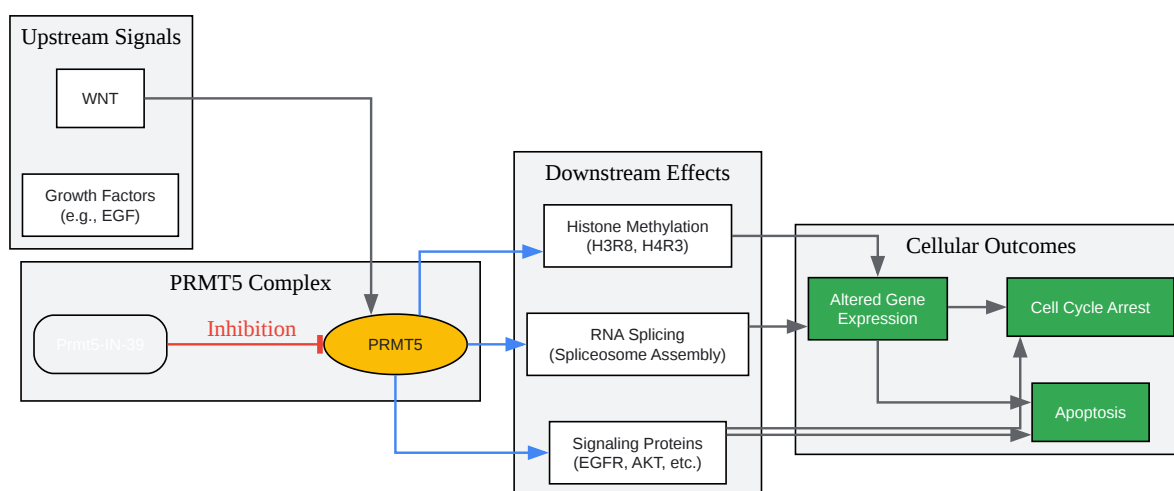 Upstream Signals
WNT
Growth Factors
(e.g., EGF)
PRMT5 Complex
Prmt5-IN-39
Inhibition
PRMT5
Downstream Effects
Histone Methylation
(H3R8, H4R3)
RNA Splicing
(Spliceosome Assembly)
Signaling Proteins
(EGFR, AKT, etc.)
Cellular Outcomes
Altered Gene
Expression
Cell Cycle Arrest
Apoptosis